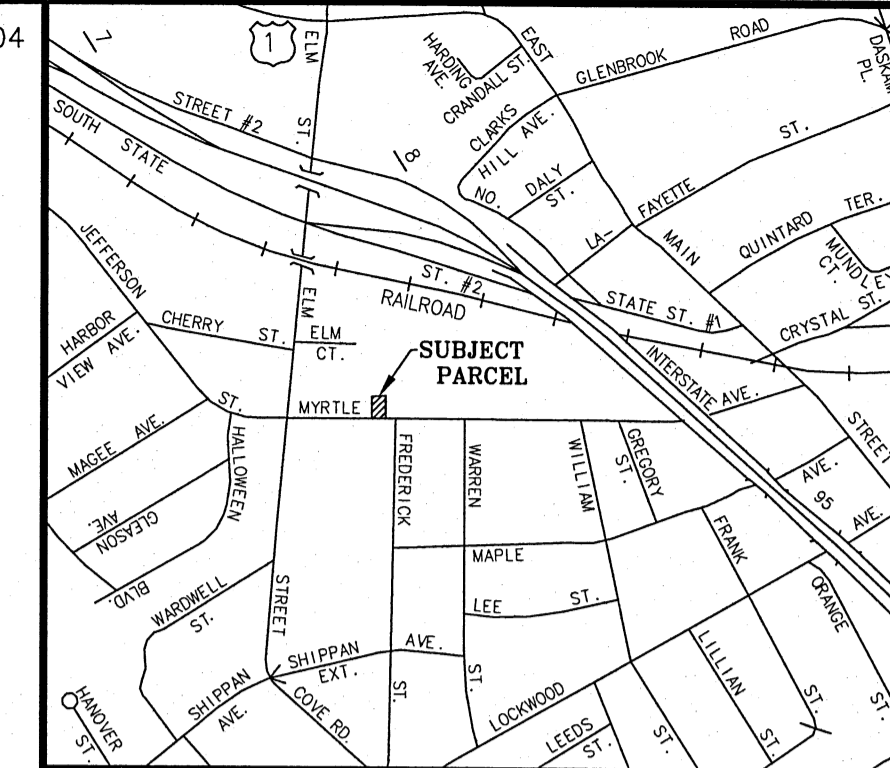 04
7
1
ELM
ST.
HARDING
AVE.
CRANDALL ST.
EAST
GLENBROOK ROAD
DASKAM
PL.
STREET #2
SOUTH
STATE
8
CLARKS
HILL AVE.
NO.
DALY
ST.
LA-
FAYETTE ST.
MAIN
QUINTARD TER.
MUNDLEY
CT.
JEFFERSON
ST. #2
RAILROAD
STATE ST. #1
CRYSTAL ST.
HARBOR
VIEW AVE.
CHERRY ST.
ELM
ELM
CT.
SUBJECT
PARCEL
INTERSTATE
AVE.
ST.
MYRTLE
MAGEE AVE.
HALLOWEEN
FREDERICK
WARREN
WILLIAM
GREGORY
ST.
STREET
AVE.
95
AVE.
GLEASON
AVE.
BLVD.
MAPLE
FRANK
WARDWELL
ST.
STREET
LEE ST.
ORANGE
SHIPPAN AVE.
EXT.
LILLIAN
HANOVER
ST.
SHIPPAN
AVE.
COVE RD.
ST.
ST.
LOCKWOOD
LEEDS
ST.
ST.
ST.
ST.
ST.